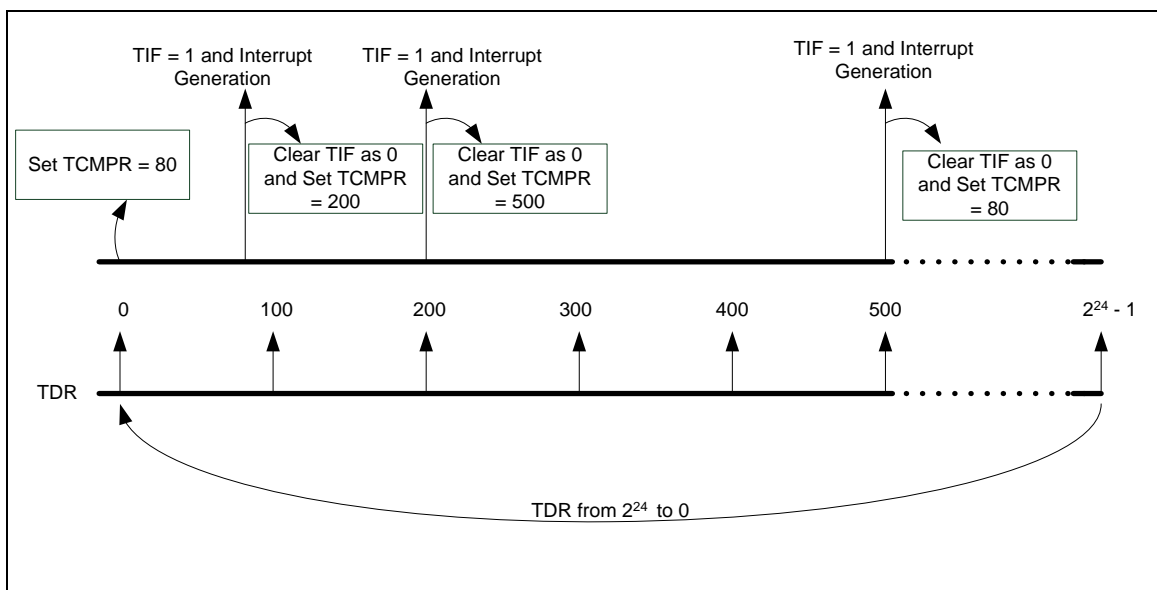 TIF = 1 and Interrupt
Generation
TIF = 1 and Interrupt
Generation
TIF = 1 and Interrupt
Generation
Set TCMPR = 80
Clear TIF as 0
and Set TCMPR
= 200
Clear TIF as 0
and Set TCMPR
= 500
Clear TIF as 0
and Set TCMPR
= 80
0 100 200 300 400 500 2²⁴ - 1
TDR
TDR from 2²⁴ to 0